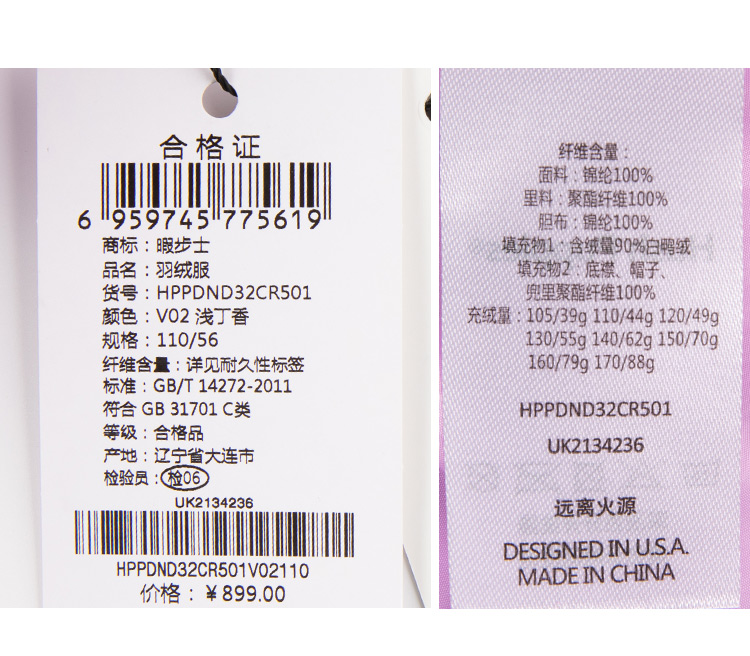 合格证
6 959745 775619
商标：暇步士
品名：羽绒服
货号：HPPDND32CR501
颜色：V02 浅丁香
规格：110/56
纤维含量：详见耐久性标签
标准：GB/T 14272-2011
符合 GB 31701 C类
等级：合格品
产地：辽宁省大连市
检验员：检06
UK2134236
HPPDND32CR501V02110
价格：￥899.00
纤维含量：
面料：锦纶100%
里料：聚酯纤维100%
胆布：锦纶100%
填充物1：含绒量90%白鸭绒
填充物2：底襟、帽子、
兜里聚酯纤维100%
充绒量：105/39g 110/44g 120/49g
130/55g 140/62g 150/70g
160/79g 170/88g
HPPDND32CR501
UK2134236
远离火源
DESIGNED IN U.S.A.
MADE IN CHINA